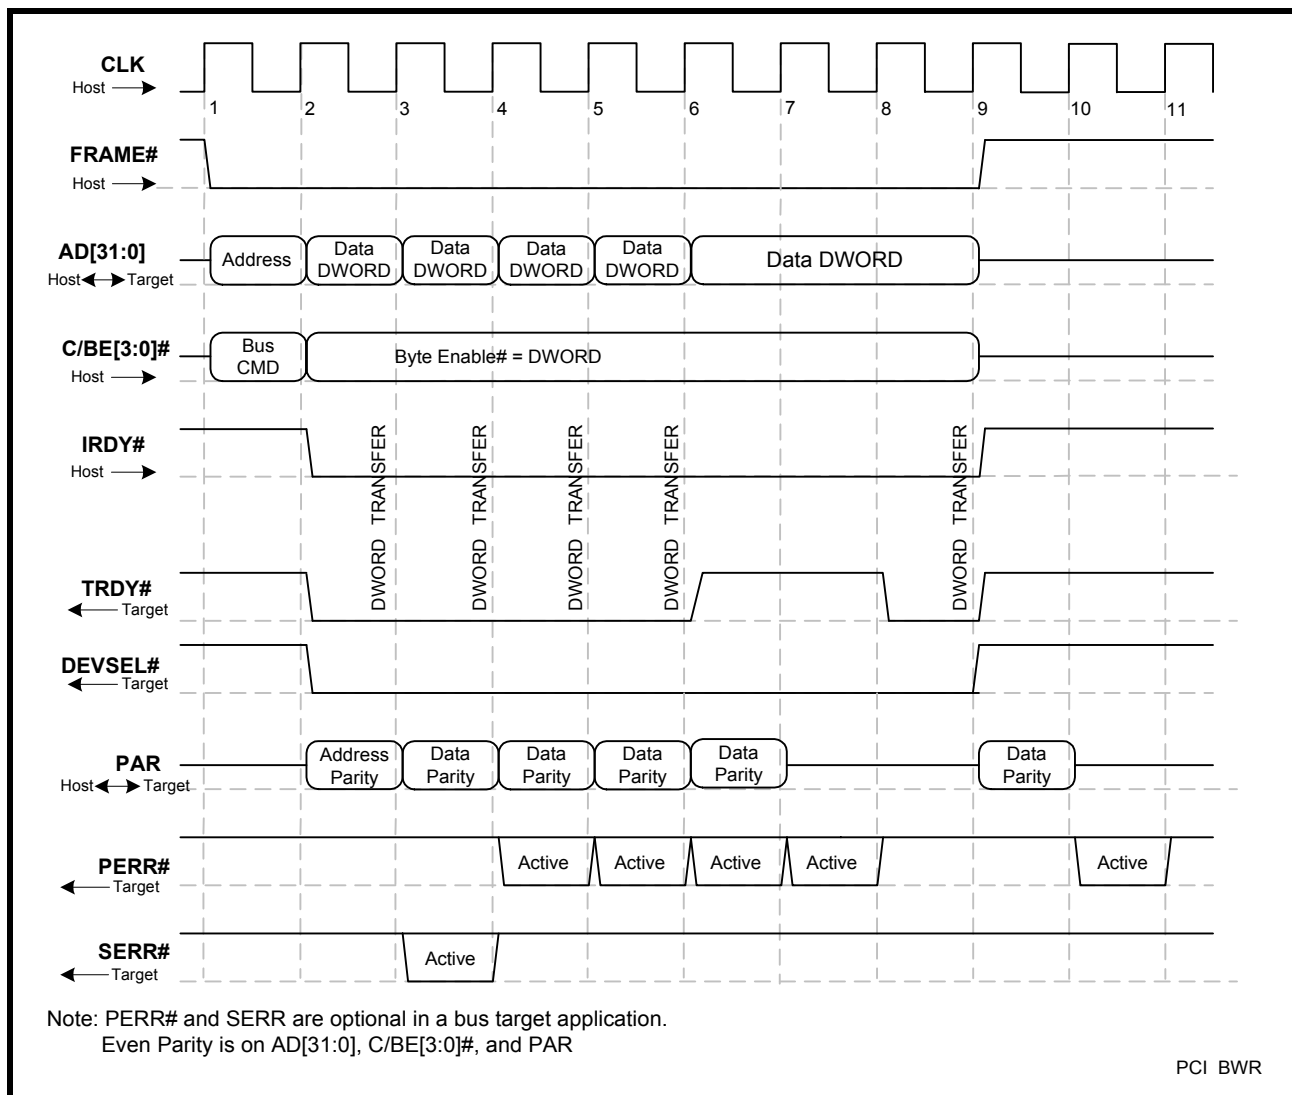 CLK
Host
1 2 3 4 5 6 7 8 9 10 11
FRAME#
Host
AD[31:0]
Host Target
Address
Data
DWORD
Data
DWORD
Data
DWORD
Data
DWORD
Data DWORD
C/BE[3:0]#
Host
Bus
CMD
Byte Enable# = DWORD
IRDY#
Host
DWORD TRANSFER
DWORD TRANSFER
DWORD TRANSFER
DWORD TRANSFER
DWORD TRANSFER
TRDY#
Target
DEVSEL#
Target
PAR
Host Target
Address
Parity
Data
Parity
Data
Parity
Data
Parity
Data
Parity
Data
Parity
PERR#
Target
Active
Active
Active
Active
Active
SERR#
Target
Active
Note: PERR# and SERR are optional in a bus target application.
Even Parity is on AD[31:0], C/BE[3:0]#, and PAR
PCI BWR